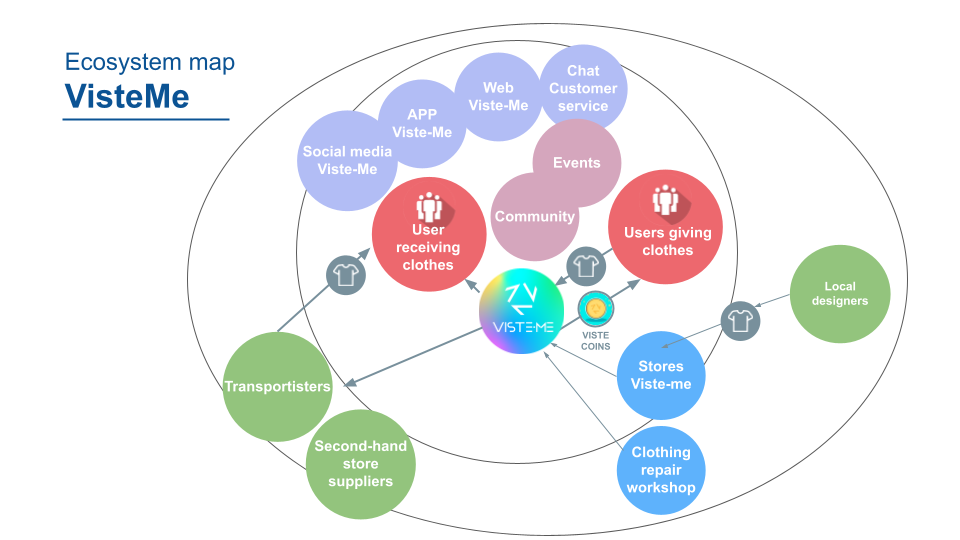 Ecosystem map
VisteMe
Chat
Customer
service
Web
Viste-Me
APP
Viste-Me
Social media
Viste-Me
Events
Community
User
receiving
clothes
Users giving
clothes
VISTE-ME
VISTE
COINS
Local
designers
Stores
Viste-me
Transportisters
Second-hand
store
suppliers
Clothing
repair
workshop